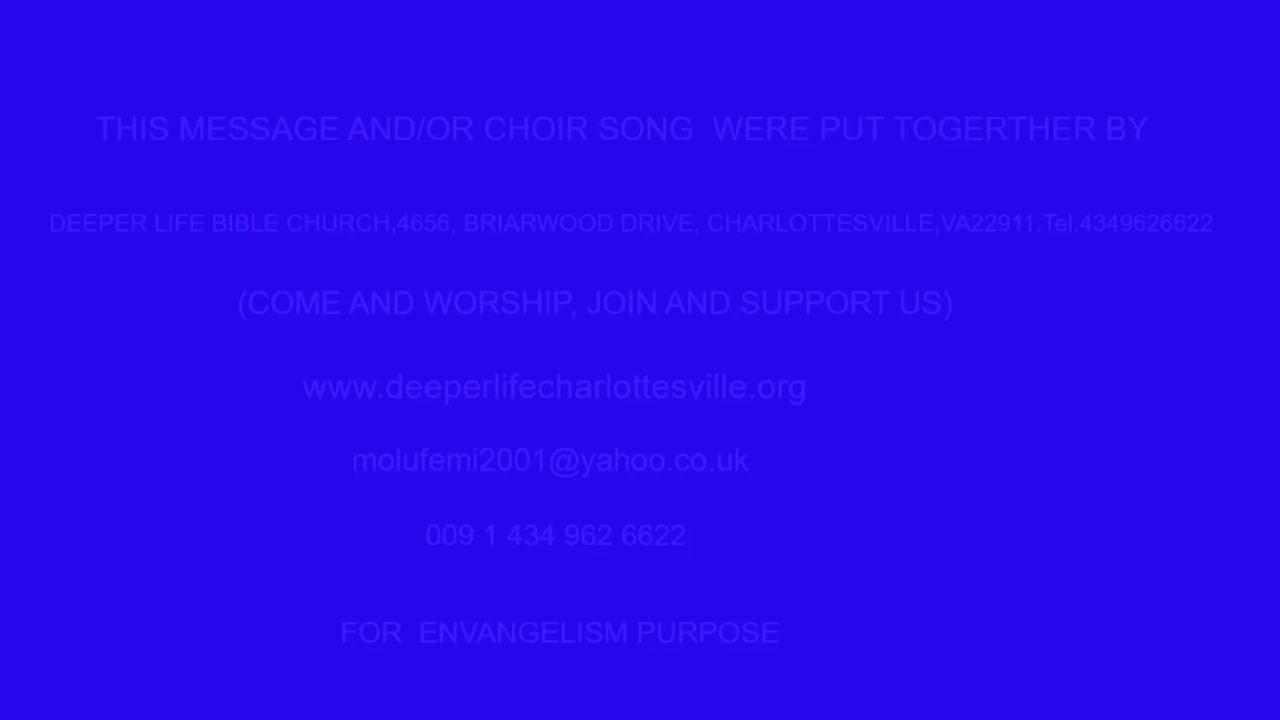 THIS MESSAGE AND/OR CHOIR SONG  WERE PUT TOGERTHER BY
DEEPER LIFE BIBLE CHURCH,4656, BRIARWOOD DRIVE, CHARLOTTESVILLE,VA22911.Tel.4349626622
(COME AND WORSHIP, JOIN AND SUPPORT US)
www.deeperlifecharlottesville.org
molufemi2001@yahoo.co.uk
009 1 434 962 6622
FOR  ENVANGELISM PURPOSE